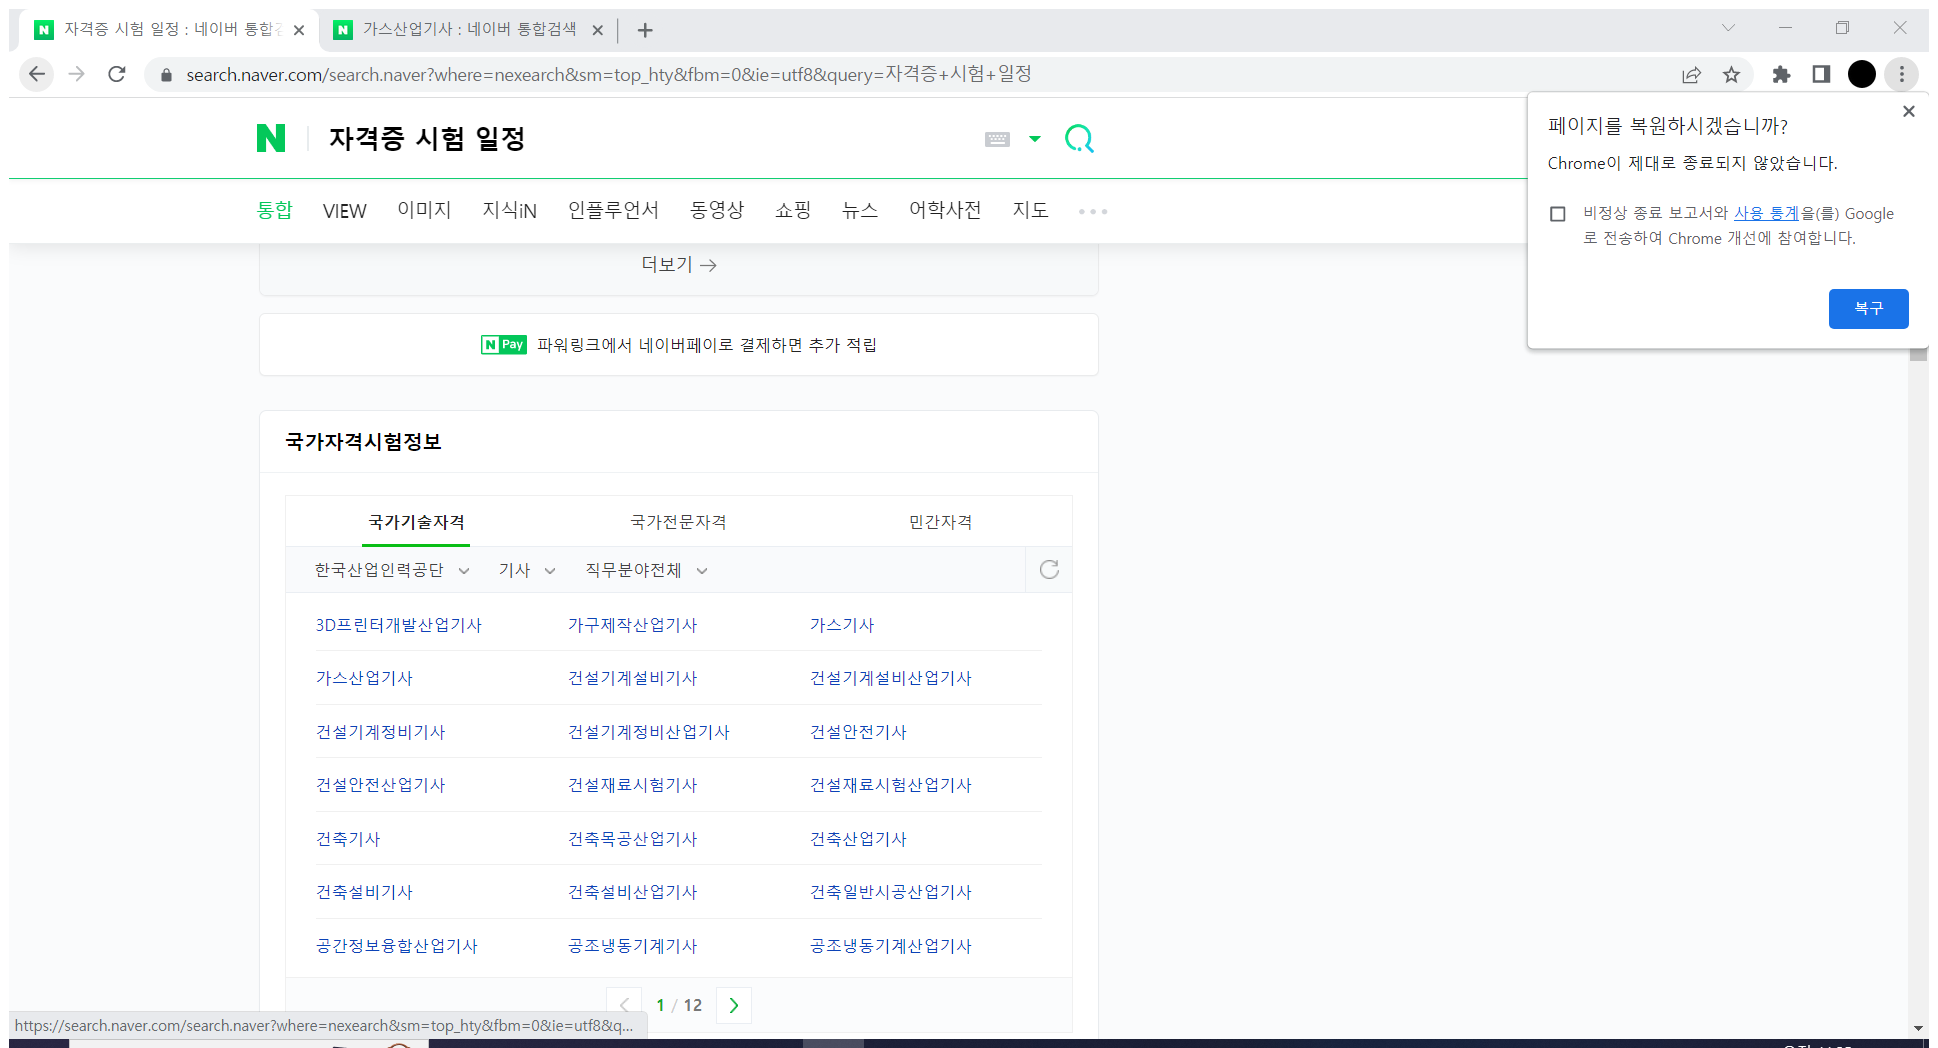 자격증 시험 일정 : 네이버 통합검
가스산업기사 : 네이버 통합검색
search.naver.com/search.naver?where=nexearch&sm=top_hty&fbm=0&ie=utf8&query=자격증+시험+일정
N 자격증 시험 일정
통합 VIEW 이미지 지식iN 인플루언서 동영상 쇼핑 뉴스 어학사전 지도
페이지를 복원하시겠습니까?
Chrome이 제대로 종료되지 않았습니다.
비정상 종료 보고서와 사용 통계을(를) Google
로 전송하여 Chrome 개선에 참여합니다.
복구
더보기
N Pay 파워링크에서 네이버페이로 결제하면 추가 적립
국가자격시험정보
국가기술자격 국가전문자격 민간자격
한국산업인력공단 기사 직무분야전체
3D프린터개발산업기사 가구제작산업기사 가스기사
가스산업기사 건설기계설비기사 건설기계설비산업기사
건설기계정비기사 건설기계정비산업기사 건설안전기사
건설안전산업기사 건설재료시험기사 건설재료시험산업기사
건축기사 건축목공산업기사 건축산업기사
건축설비기사 건축설비산업기사 건축일반시공산업기사
공간정보융합산업기사 공조냉동기계기사 공조냉동기계산업기사
1 / 12
https://search.naver.com/search.naver?where=nexearch&sm=top_hty&fbm=0&ie=utf8&q...